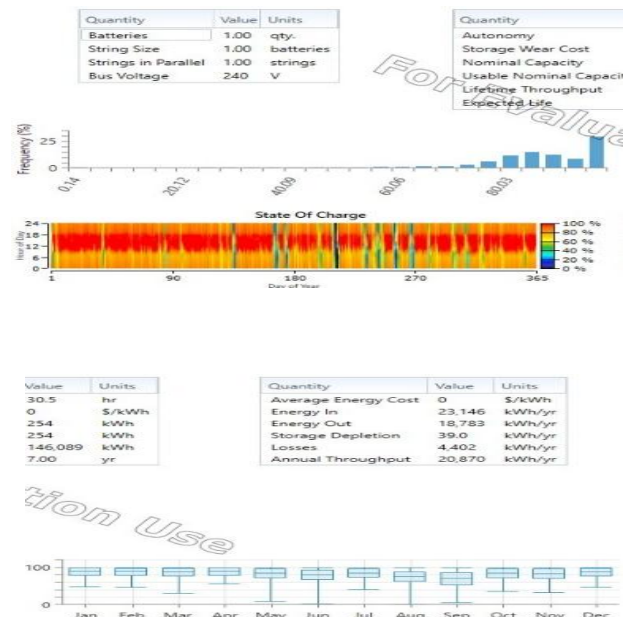 Quantity Value Units
Batteries 1.00 qty.
String Size 1.00 batteries
Strings in Parallel 1.00 strings
Bus Voltage 240 V
Quantity
Autonomy
Storage Wear Cost
Nominal Capacity
Usable Nominal Capacit
Lifetime Throughput
Expected Life
For Evalua
Frequency (%)
25
0
0.14 20.12 40.09 60.06 80.03
State Of Charge
Hour of Day
24
18
12
6
0
1 90 180 270 365
Day of Year
100 %
80 %
60 %
40 %
20 %
0 %
Value Units
30.5 hr
0 $/kWh
254 kWh
254 kWh
146,089 kWh
7.00 yr
Quantity Value Units
Average Energy Cost 0 $/kWh
Energy In 23,146 kWh/yr
Energy Out 18,783 kWh/yr
Storage Depletion 39.0 kWh/yr
Losses 4,402 kWh/yr
Annual Throughput 20,870 kWh/yr
tion Use
100
0
Jan Feb Mar Apr May Jun Jul Aug Sep Oct Nov Dec